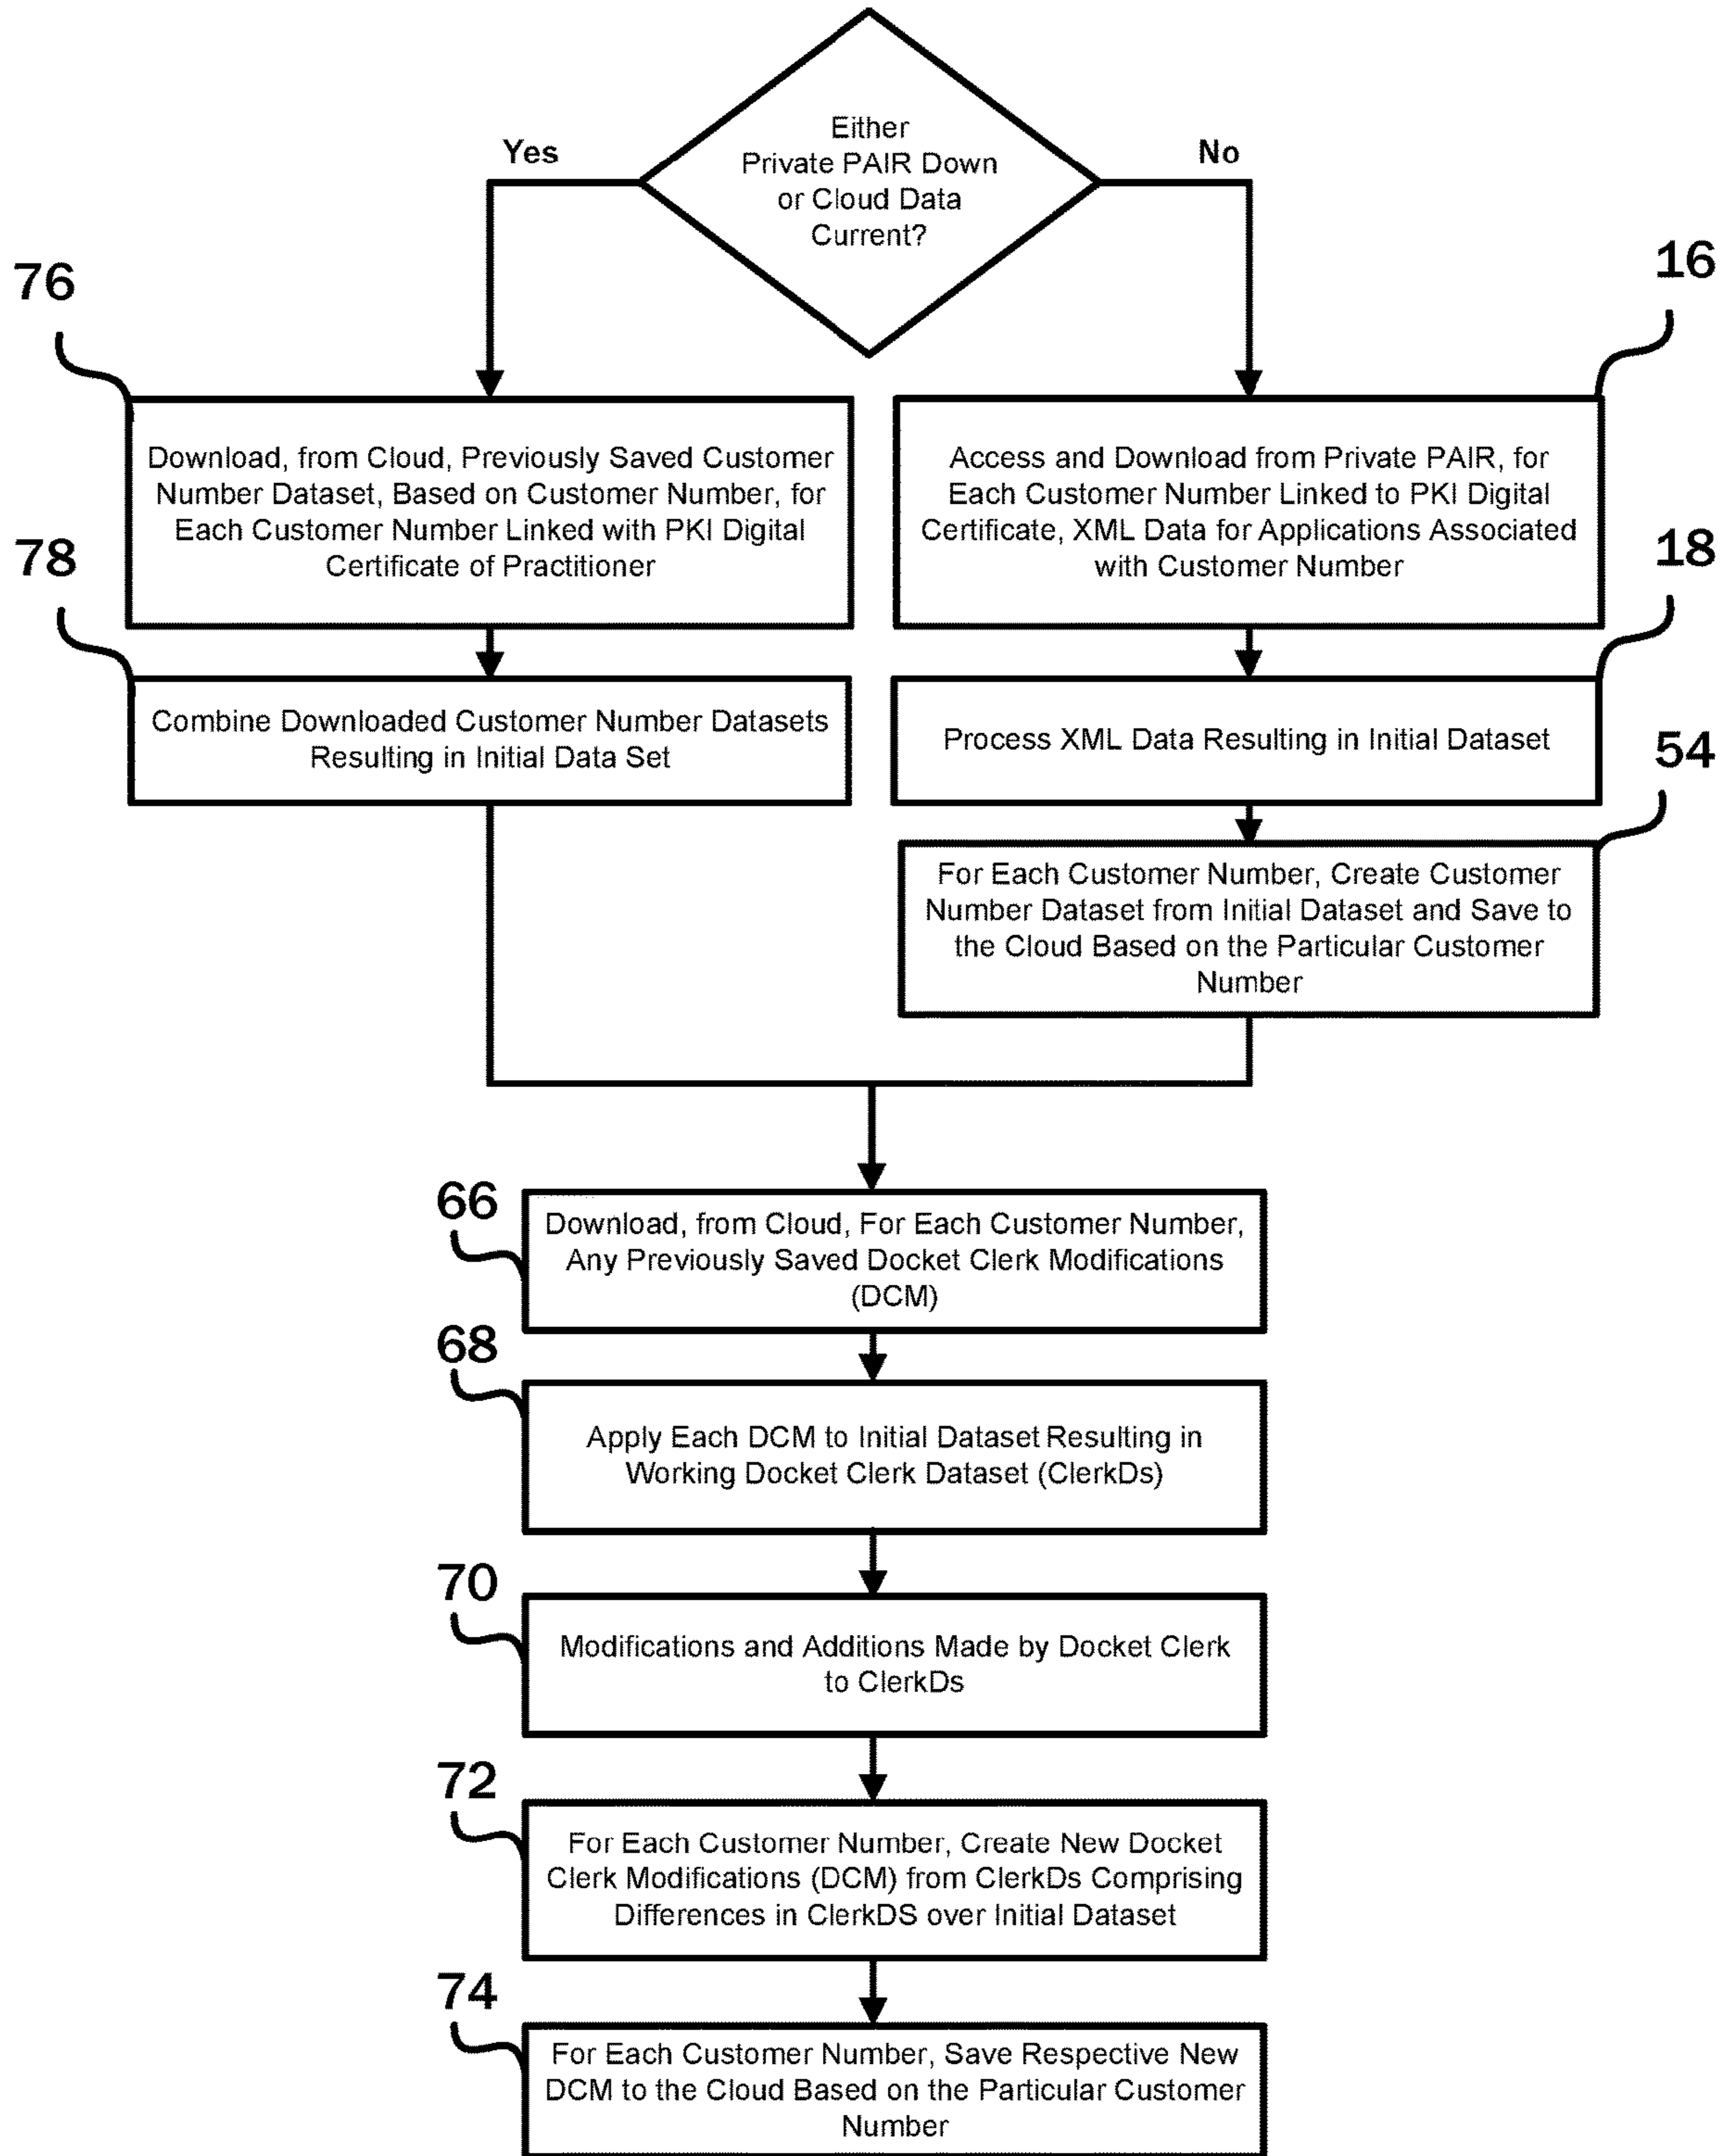 Either
Private PAIR Down
or Cloud Data
Current?
Yes
No
76
16
Download, from Cloud, Previously Saved Customer
Number Dataset, Based on Customer Number, for
Each Customer Number Linked with PKI Digital
Certificate of Practitioner
Access and Download from Private PAIR, for
Each Customer Number Linked to PKI Digital
Certificate, XML Data for Applications Associated
with Customer Number
78
18
Combine Downloaded Customer Number Datasets
Resulting in Initial Data Set
Process XML Data Resulting in Initial Dataset
54
For Each Customer Number, Create Customer
Number Dataset from Initial Dataset and Save to
the Cloud Based on the Particular Customer
Number
66
Download, from Cloud, For Each Customer Number,
Any Previously Saved Docket Clerk Modifications
(DCM)
68
Apply Each DCM to Initial Dataset Resulting in
Working Docket Clerk Dataset (ClerkDs)
70
Modifications and Additions Made by Docket Clerk
to ClerkDs
72
For Each Customer Number, Create New Docket
Clerk Modifications (DCM) from ClerkDs Comprising
Differences in ClerkDS over Initial Dataset
74
For Each Customer Number, Save Respective New
DCM to the Cloud Based on the Particular Customer
Number